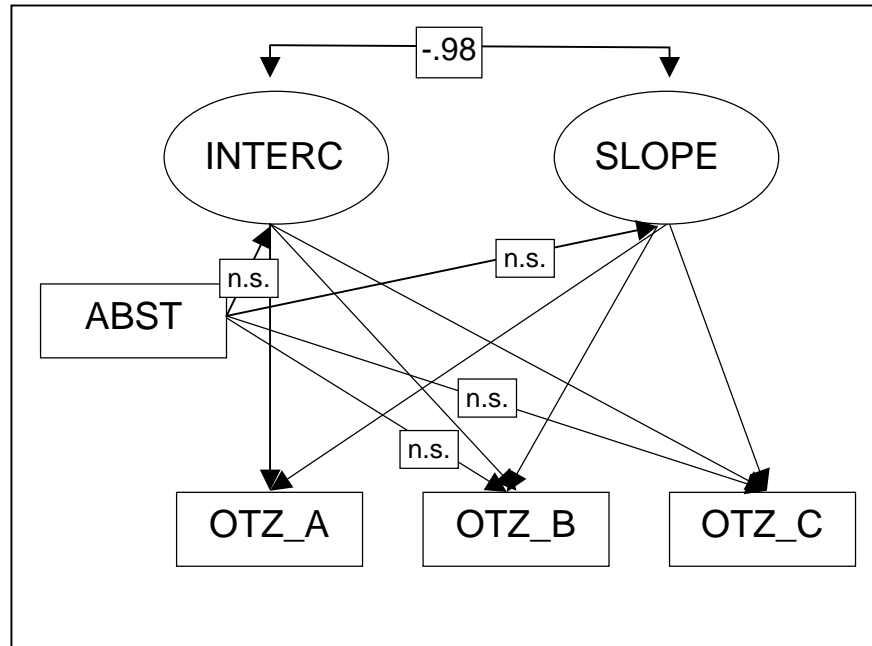 -.98
INTERC
SLOPE
n.s.
n.s.
ABST
n.s.
n.s.
OTZ_A
OTZ_B
OTZ_C